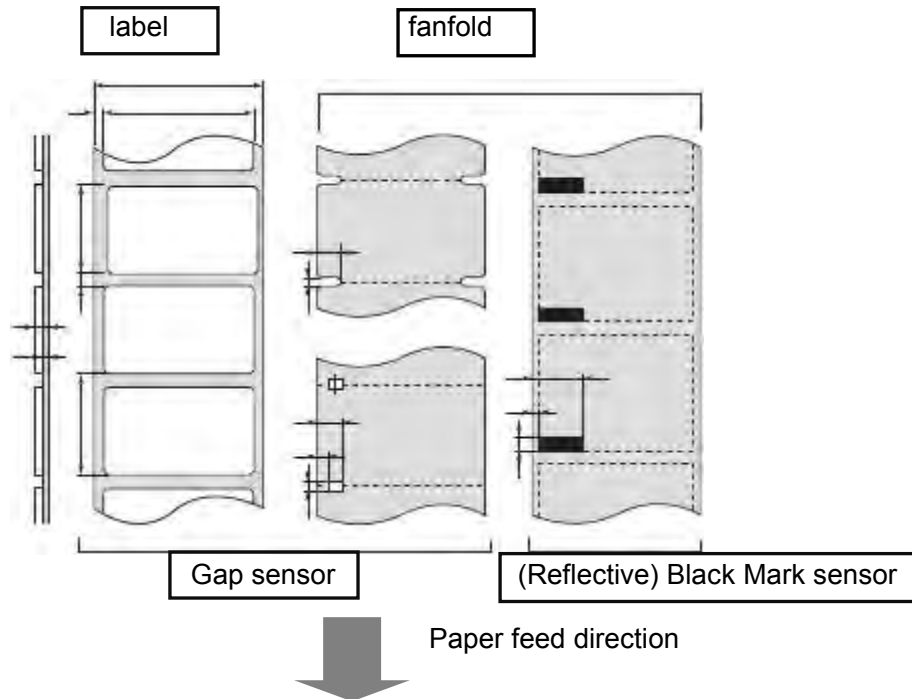 label
fanfold
Gap sensor
(Reflective) Black Mark sensor
Paper feed direction